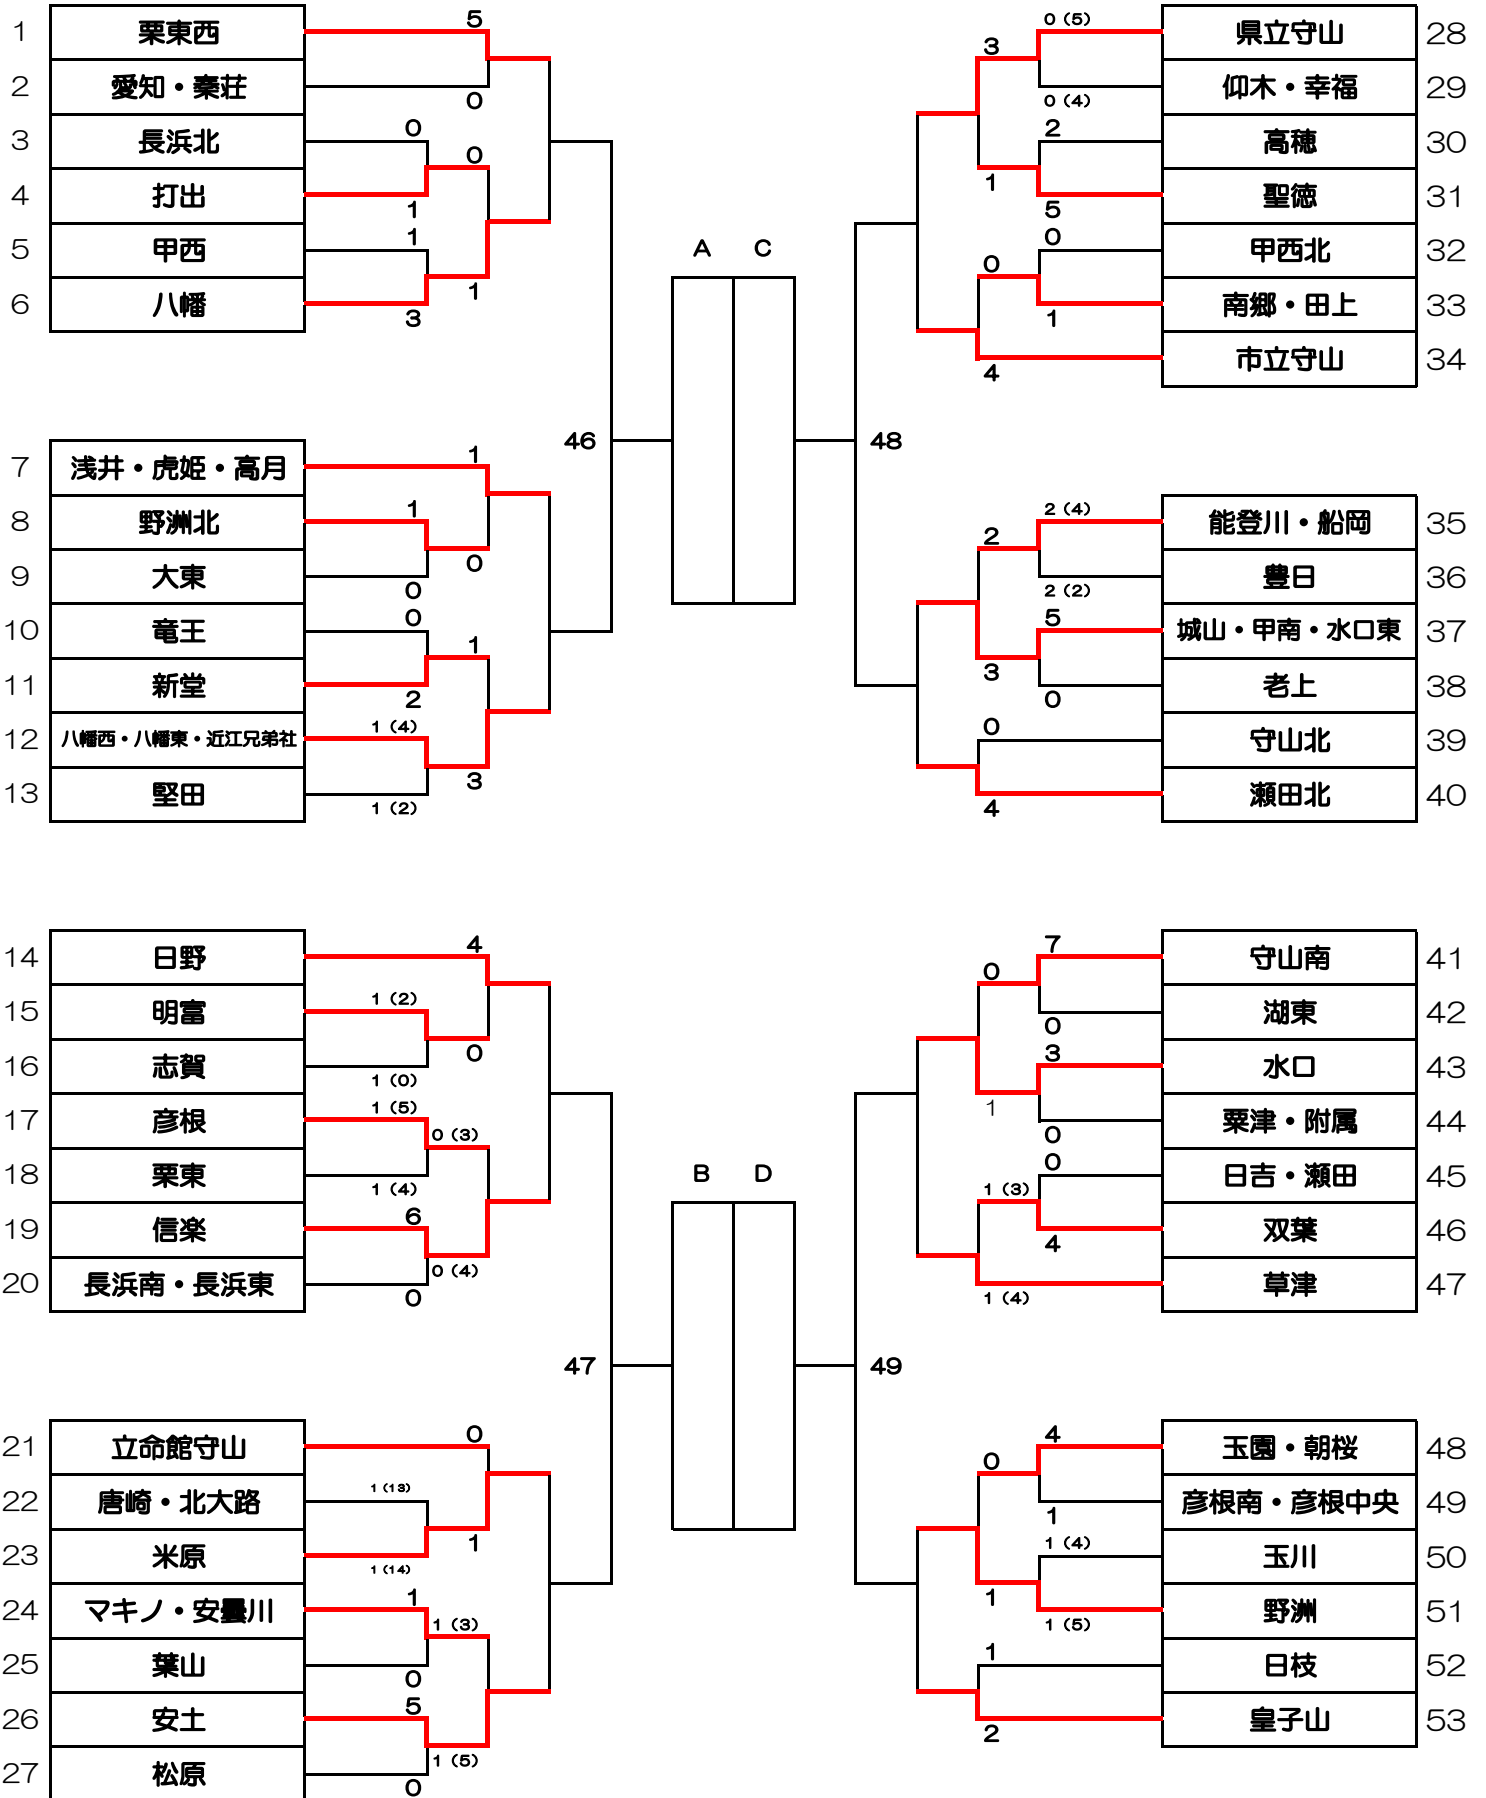 1 栗東西 5
2 愛知・秦荘 0
3 長浜北 0
0
4 打出 1
5 甲西 1
6 八幡 3
1
7 浅井・虎姫・高月 1
8 野洲北 1
0
9 大東 0
10 竜王 0
1
11 新堂 2
12 八幡西・八幡東・近江兄弟社 1 (4)
3
13 堅田 1 (2)
46
14 日野 4
15 明富 1 (2)
0
16 志賀 1 (0)
17 彦根 1 (5)
0 (3)
18 栗東 1 (4)
19 信楽 6
0 (4)
20 長浜南・長浜東 0
21 立命館守山 0
22 唐崎・北大路 1 (13)
1
23 米原 1 (14)
24 マキノ・安曇川 1
1 (3)
25 葉山 0
26 安土 5
1 (5)
27 松原 0
47
A C
B D
0 (5) 県立守山 28
3
0 (4) 仰木・幸福 29
2 高穂 30
1
5 聖徳 31
0 甲西北 32
0
1 南郷・田上 33
4 市立守山 34
48
2 (4) 能登川・船岡 35
2
2 (2) 豊日 36
5 城山・甲南・水口東 37
3
0 老上 38
0 守山北 39
4 瀬田北 40
7 守山南 41
0
0 湖東 42
3 水口 43
1
0 粟津・附属 44
0 日吉・瀬田 45
1 (3)
4 双葉 46
1 (4) 草津 47
49
4 玉園・朝桜 48
0
1 彦根南・彦根中央 49
1 (4) 玉川 50
1
1 (5) 野洲 51
1 日枝 52
2 皇子山 53